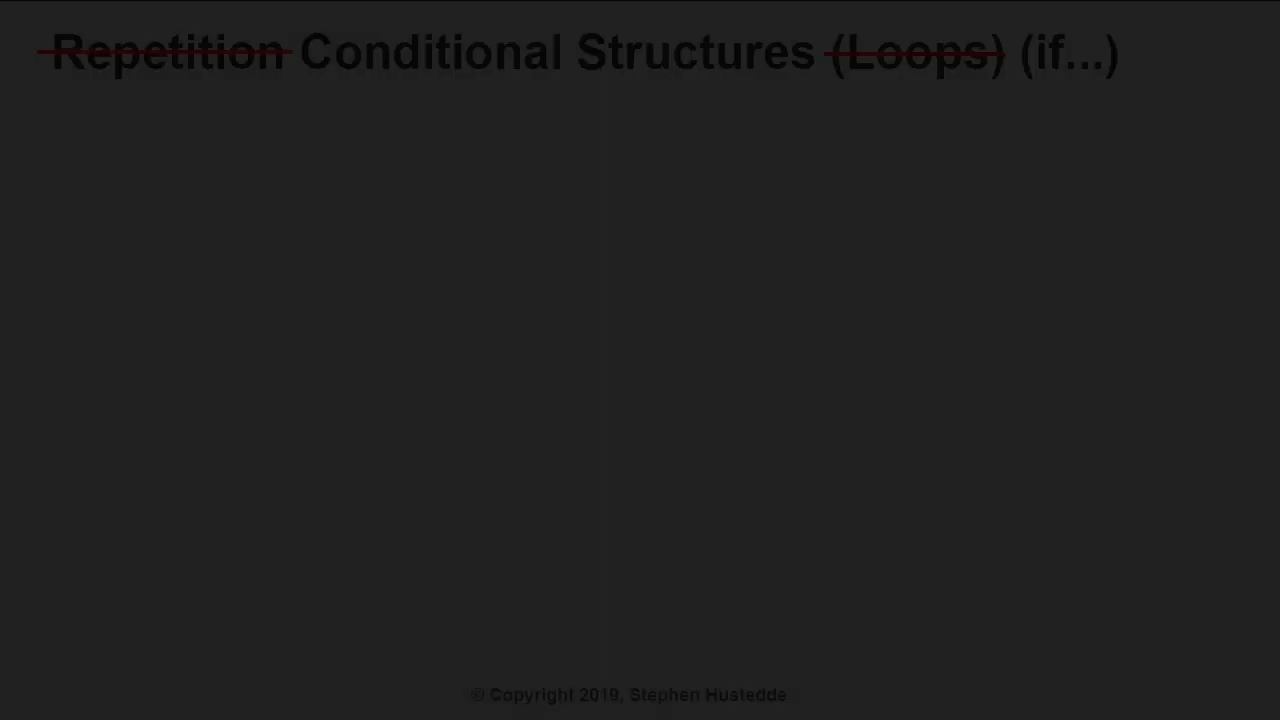 Repetition Conditional Structures (Loops) (if...)
© Copyright 2019, Stephen Hustedde